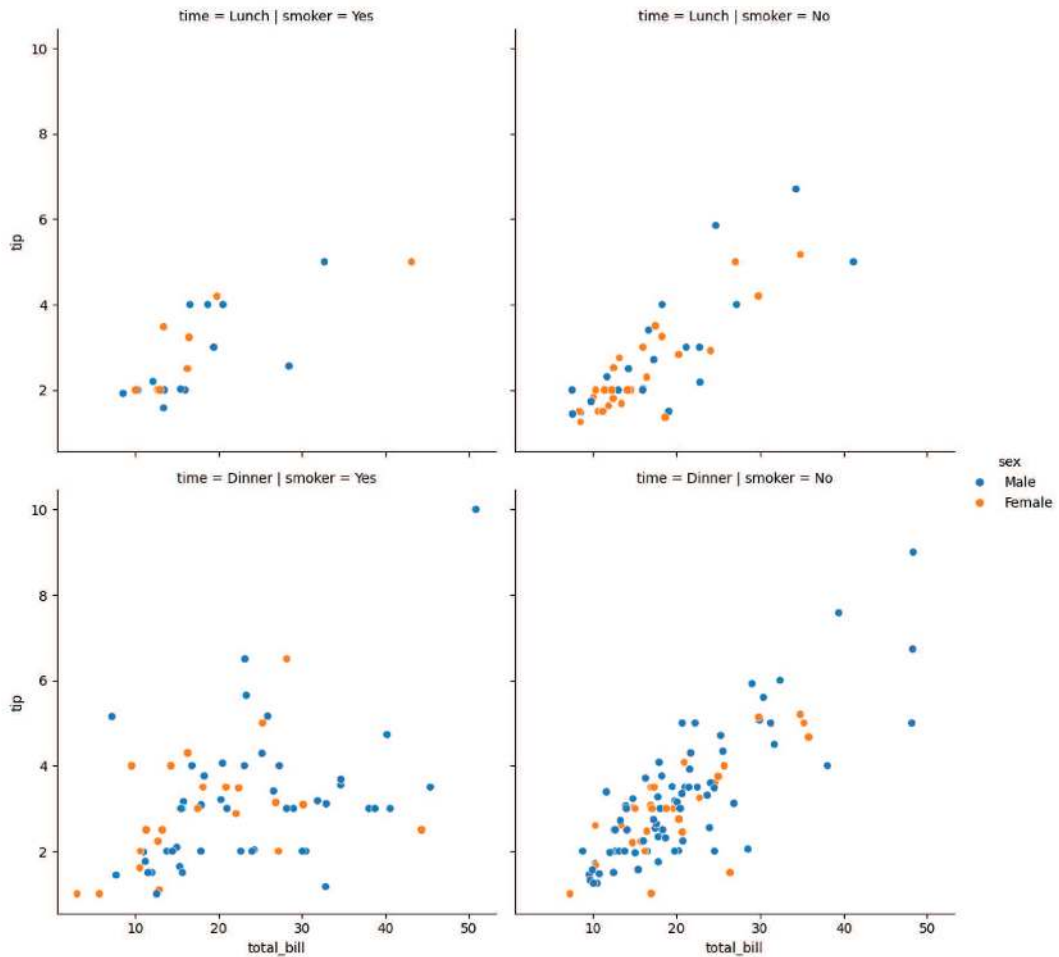 time = Lunch | smoker = Yes
time = Lunch | smoker = No
10
8
6
4
2
tip
time = Dinner | smoker = Yes
time = Dinner | smoker = No
sex
Male
Female
10
8
6
4
2
tip
10 20 30 40 50
10 20 30 40 50
total_bill
total_bill